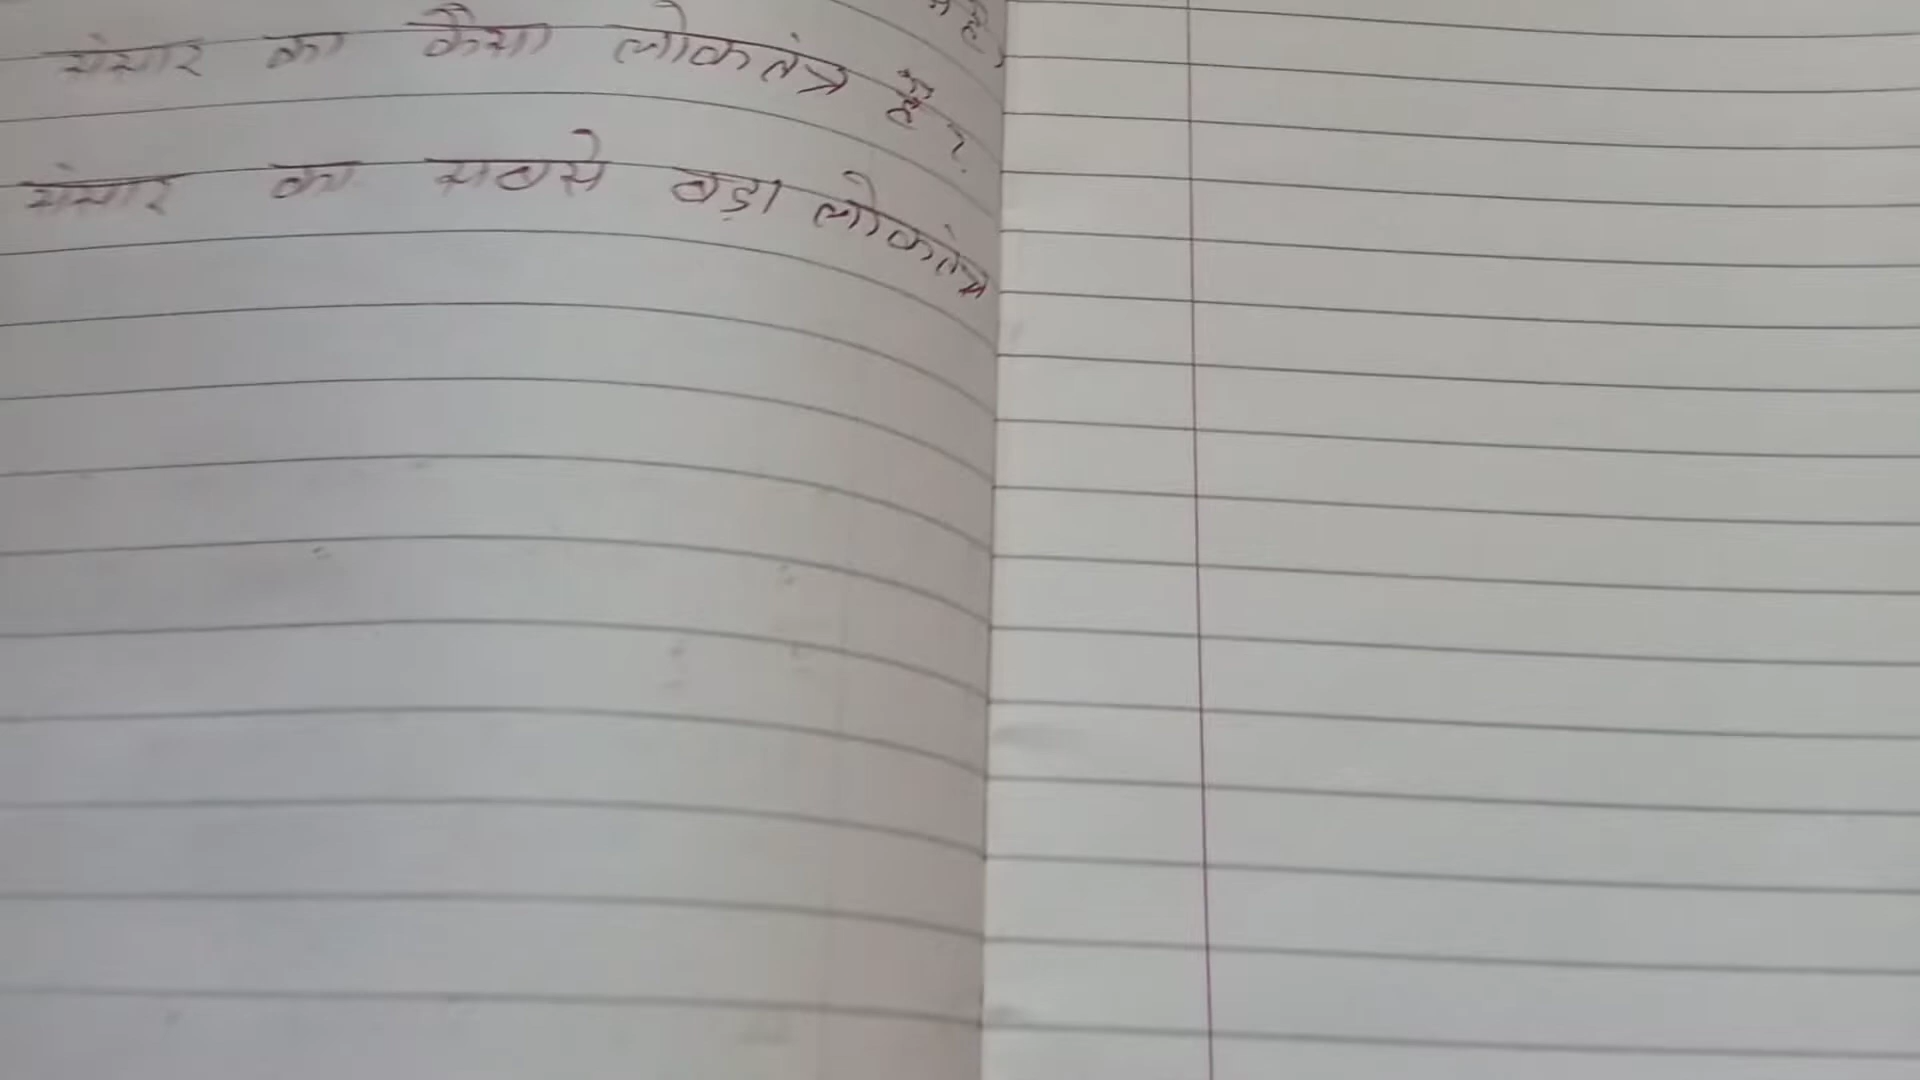 है
संसार का कैसा लोकतंत्र है ?
संसार का सबसे बड़ा लोकतंत्र